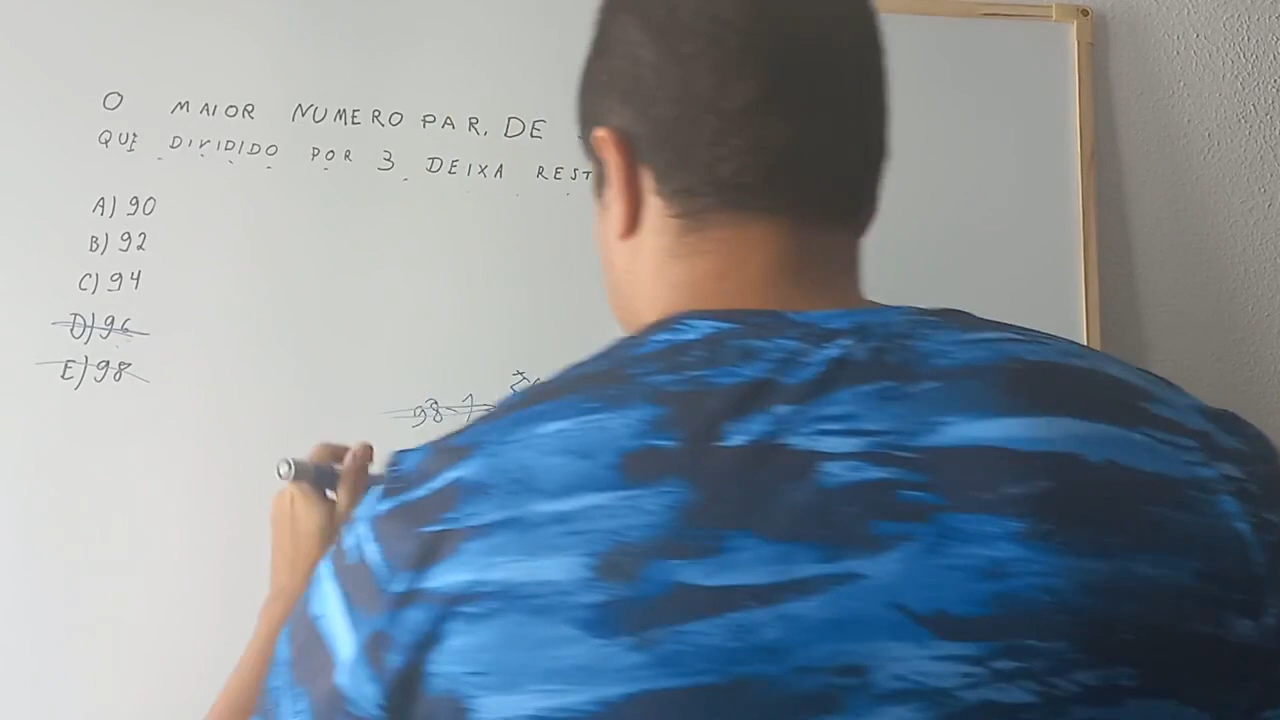 O MAIOR NUMERO PAR. DE
QUE DIVIDIDO POR 3 DEIXA REST
A) 90
B) 92
C) 94
D) 96
E) 98
98